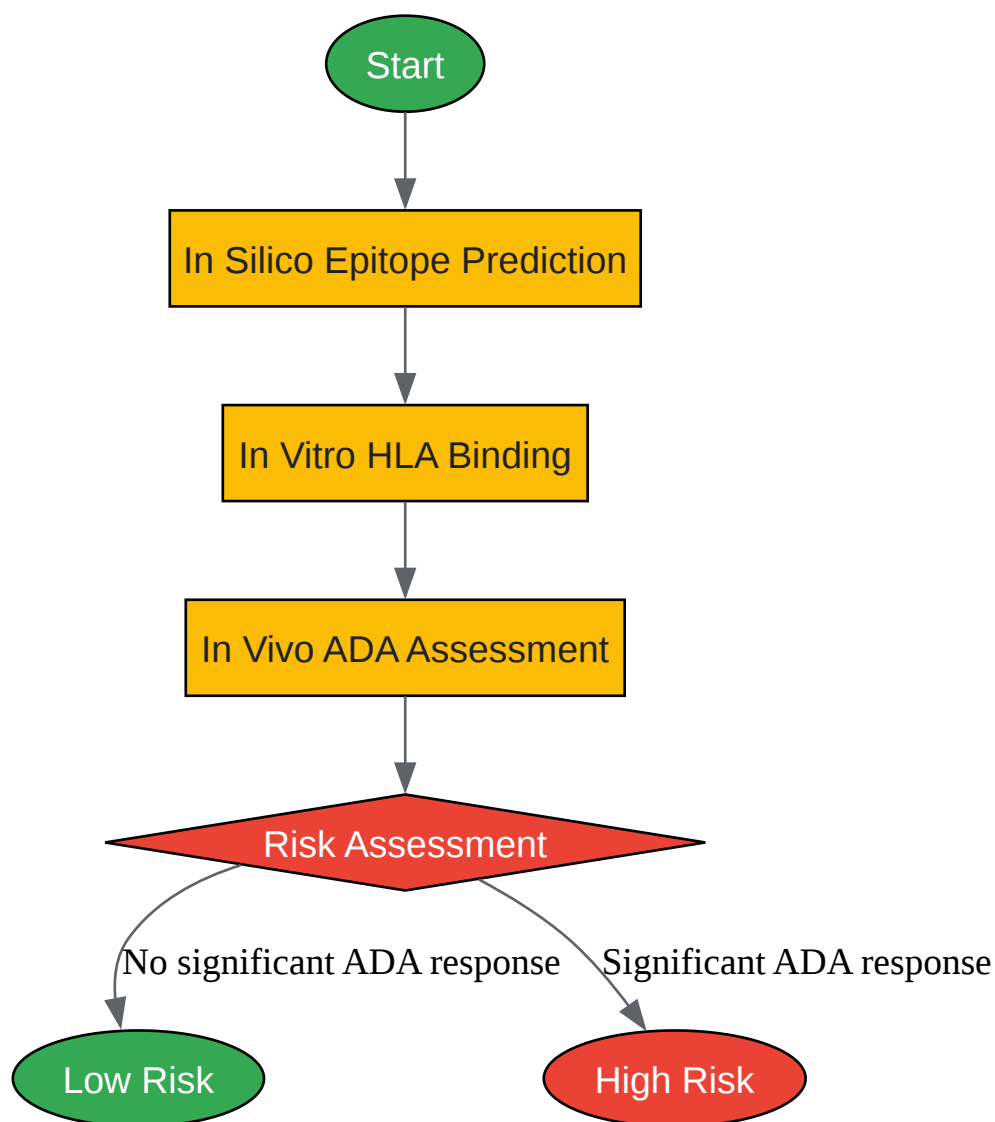 Start
In Silico Epitope Prediction
In Vitro HLA Binding
In Vivo ADA Assessment
Risk Assessment
No significant ADA response
Significant ADA response
Low Risk
High Risk